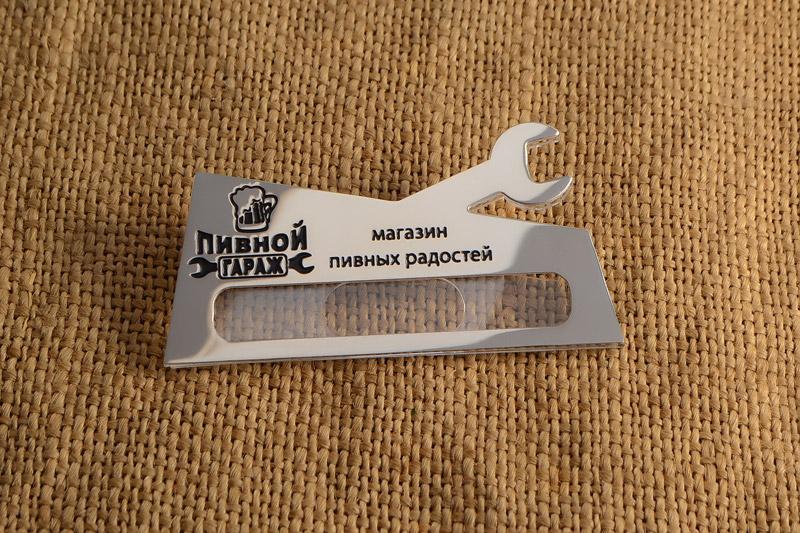 ПИВНОЙ
ГАРАЖ
магазин
пивных радостей